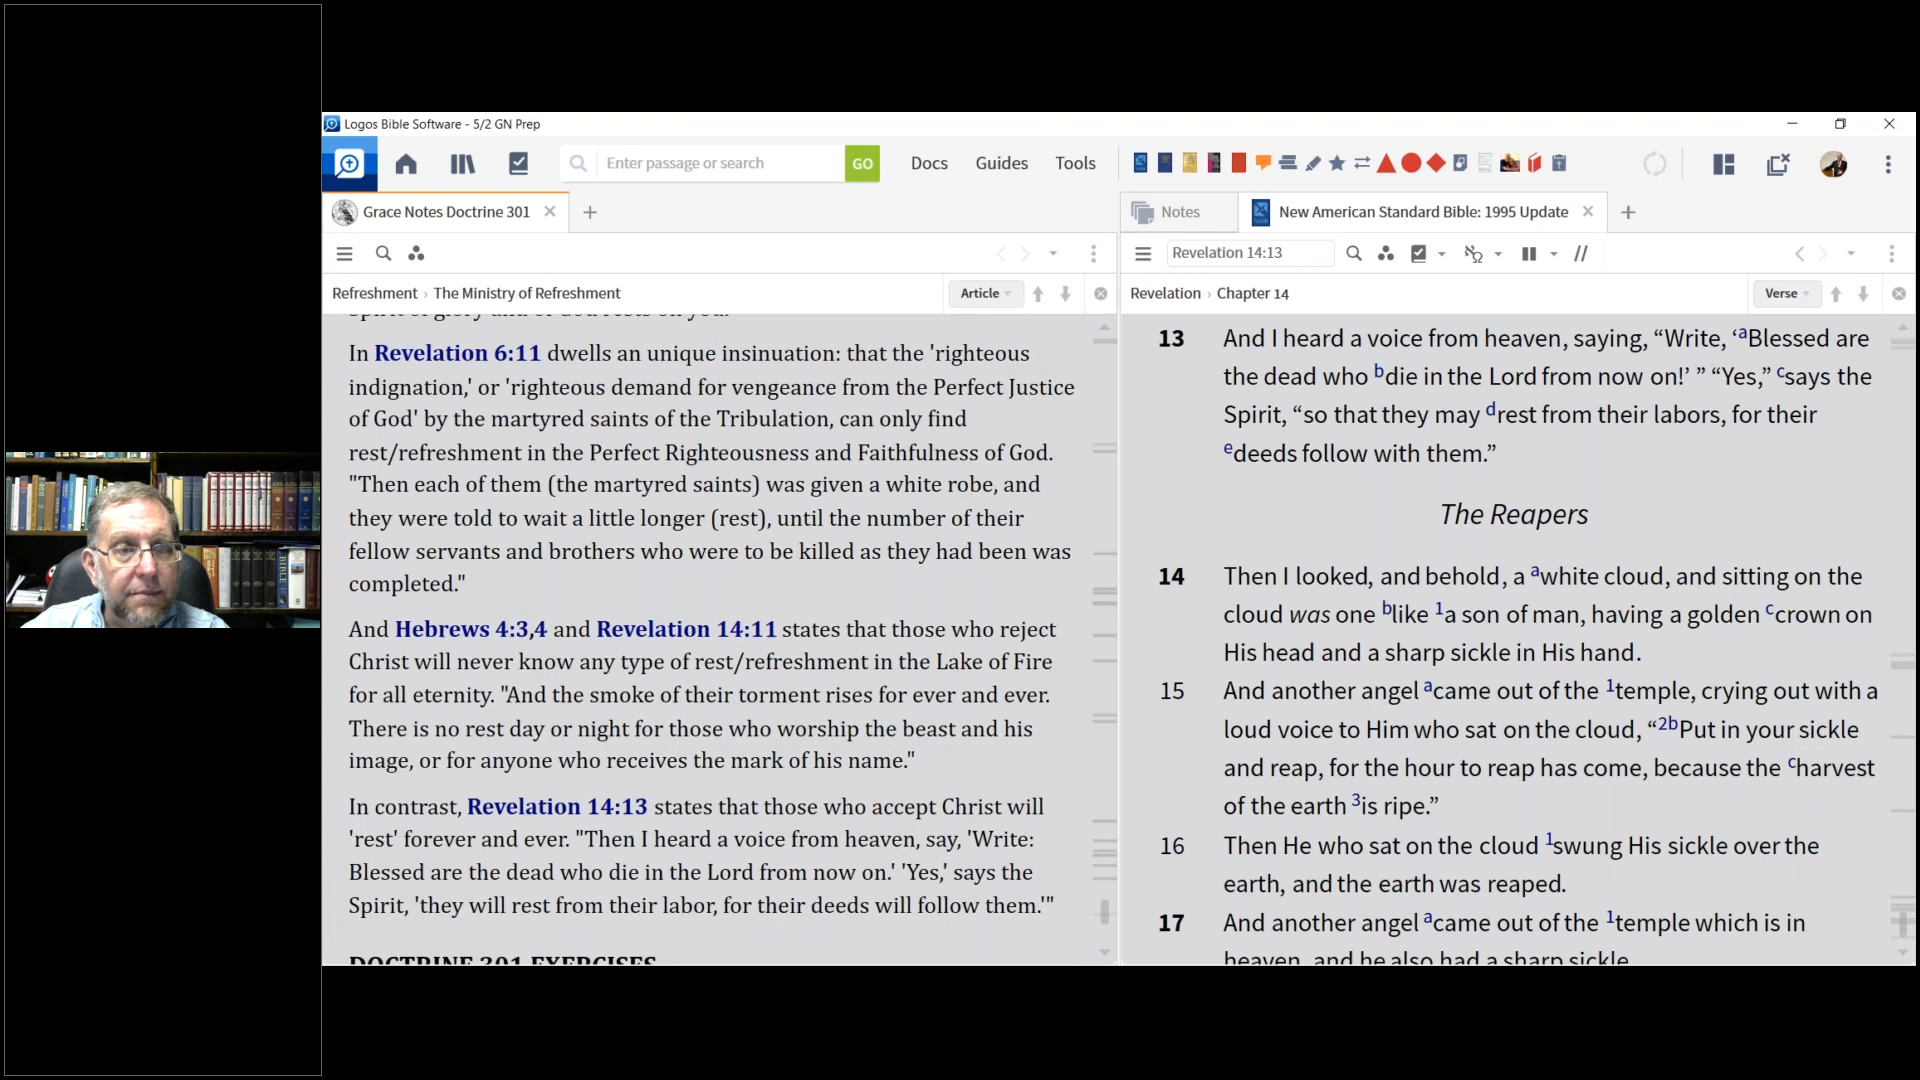 Logos Bible Software - 5/2 GN Prep
Enter passage or search
GO
Docs
Guides
Tools
Grace Notes Doctrine 301
Refreshment › The Ministry of Refreshment
Article
Spirit of glory and of God rests on you.
In Revelation 6:11 dwells an unique insinuation: that the 'righteous
indignation,' or 'righteous demand for vengeance from the Perfect Justice
of God' by the martyred saints of the Tribulation, can only find
rest/refreshment in the Perfect Righteousness and Faithfulness of God.
"Then each of them (the martyred saints) was given a white robe, and
they were told to wait a little longer (rest), until the number of their
fellow servants and brothers who were to be killed as they had been was
completed."
And Hebrews 4:3,4 and Revelation 14:11 states that those who reject
Christ will never know any type of rest/refreshment in the Lake of Fire
for all eternity. "And the smoke of their torment rises for ever and ever.
There is no rest day or night for those who worship the beast and his
image, or for anyone who receives the mark of his name."
In contrast, Revelation 14:13 states that those who accept Christ will
'rest' forever and ever. "Then I heard a voice from heaven, say, 'Write:
Blessed are the dead who die in the Lord from now on.' 'Yes,' says the
Spirit, 'they will rest from their labor, for their deeds will follow them.'"
DOCTRINE 301 EXERCISES
Notes
New American Standard Bible: 1995 Update
Revelation 14:13
Revelation › Chapter 14
Verse
13 And I heard a voice from heaven, saying, “Write, ‘aBlessed are
the dead who bdie in the Lord from now on!’ ” “Yes,” csays the
Spirit, “so that they may drest from their labors, for their
edeeds follow with them.”
The Reapers
14 Then I looked, and behold, a awhite cloud, and sitting on the
cloud was one blike 1a son of man, having a golden ccrown on
His head and a sharp sickle in His hand.
15 And another angel acame out of the 1temple, crying out with a
loud voice to Him who sat on the cloud, “2bPut in your sickle
and reap, for the hour to reap has come, because the charvest
of the earth 3is ripe.”
16 Then He who sat on the cloud 1swung His sickle over the
earth, and the earth was reaped.
17 And another angel acame out of the 1temple which is in
heaven, and he also had a sharp sickle.
BIBLE